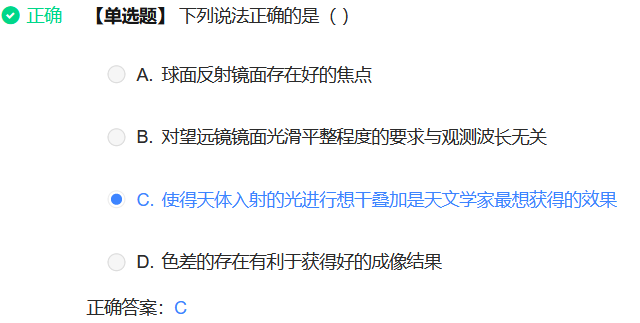 正确 【单选题】 下列说法正确的是（ ）
A. 球面反射镜面存在好的焦点
B. 对望远镜镜面光滑平整程度的要求与观测波长无关
C. 使得天体入射的光进行想干叠加是天文学家最想获得的效果
D. 色差的存在有利于获得好的成像结果
正确答案：C